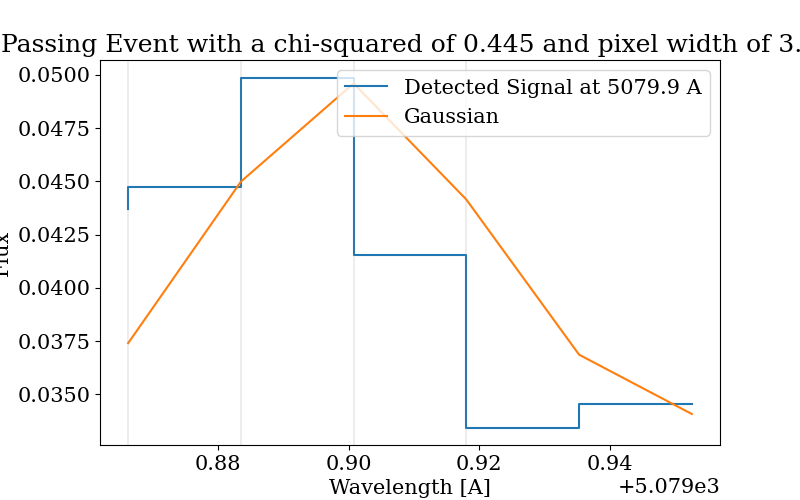 Passing Event with a chi-squared of 0.445 and pixel width of 3.
Detected Signal at 5079.9 A
Gaussian
0.0500
0.0475
0.0450
0.0425
0.0400
0.0375
0.0350
Flux
0.88 0.90 0.92 0.94
+5.079e3
Wavelength [A]